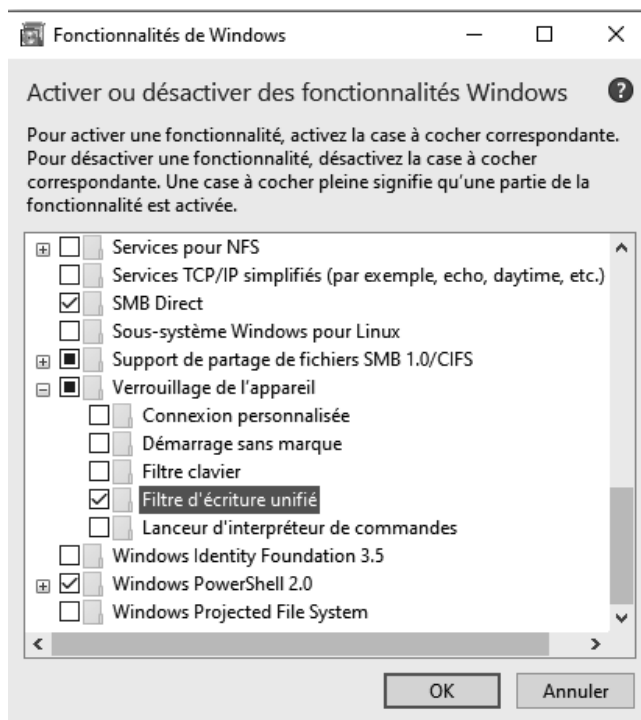 Fonctionnalités de Windows
Activer ou désactiver des fonctionnalités Windows
Pour activer une fonctionnalité, activez la case à cocher correspondante.
Pour désactiver une fonctionnalité, désactivez la case à cocher
correspondante. Une case à cocher pleine signifie qu'une partie de la
fonctionnalité est activée.
Services pour NFS
Services TCP/IP simplifiés (par exemple, echo, daytime, etc.)
SMB Direct
Sous-système Windows pour Linux
Support de partage de fichiers SMB 1.0/CIFS
Verrouillage de l'appareil
Connexion personnalisée
Démarrage sans marque
Filtre clavier
Filtre d'écriture unifié
Lanceur d'interpréteur de commandes
Windows Identity Foundation 3.5
Windows PowerShell 2.0
Windows Projected File System
OK Annuler